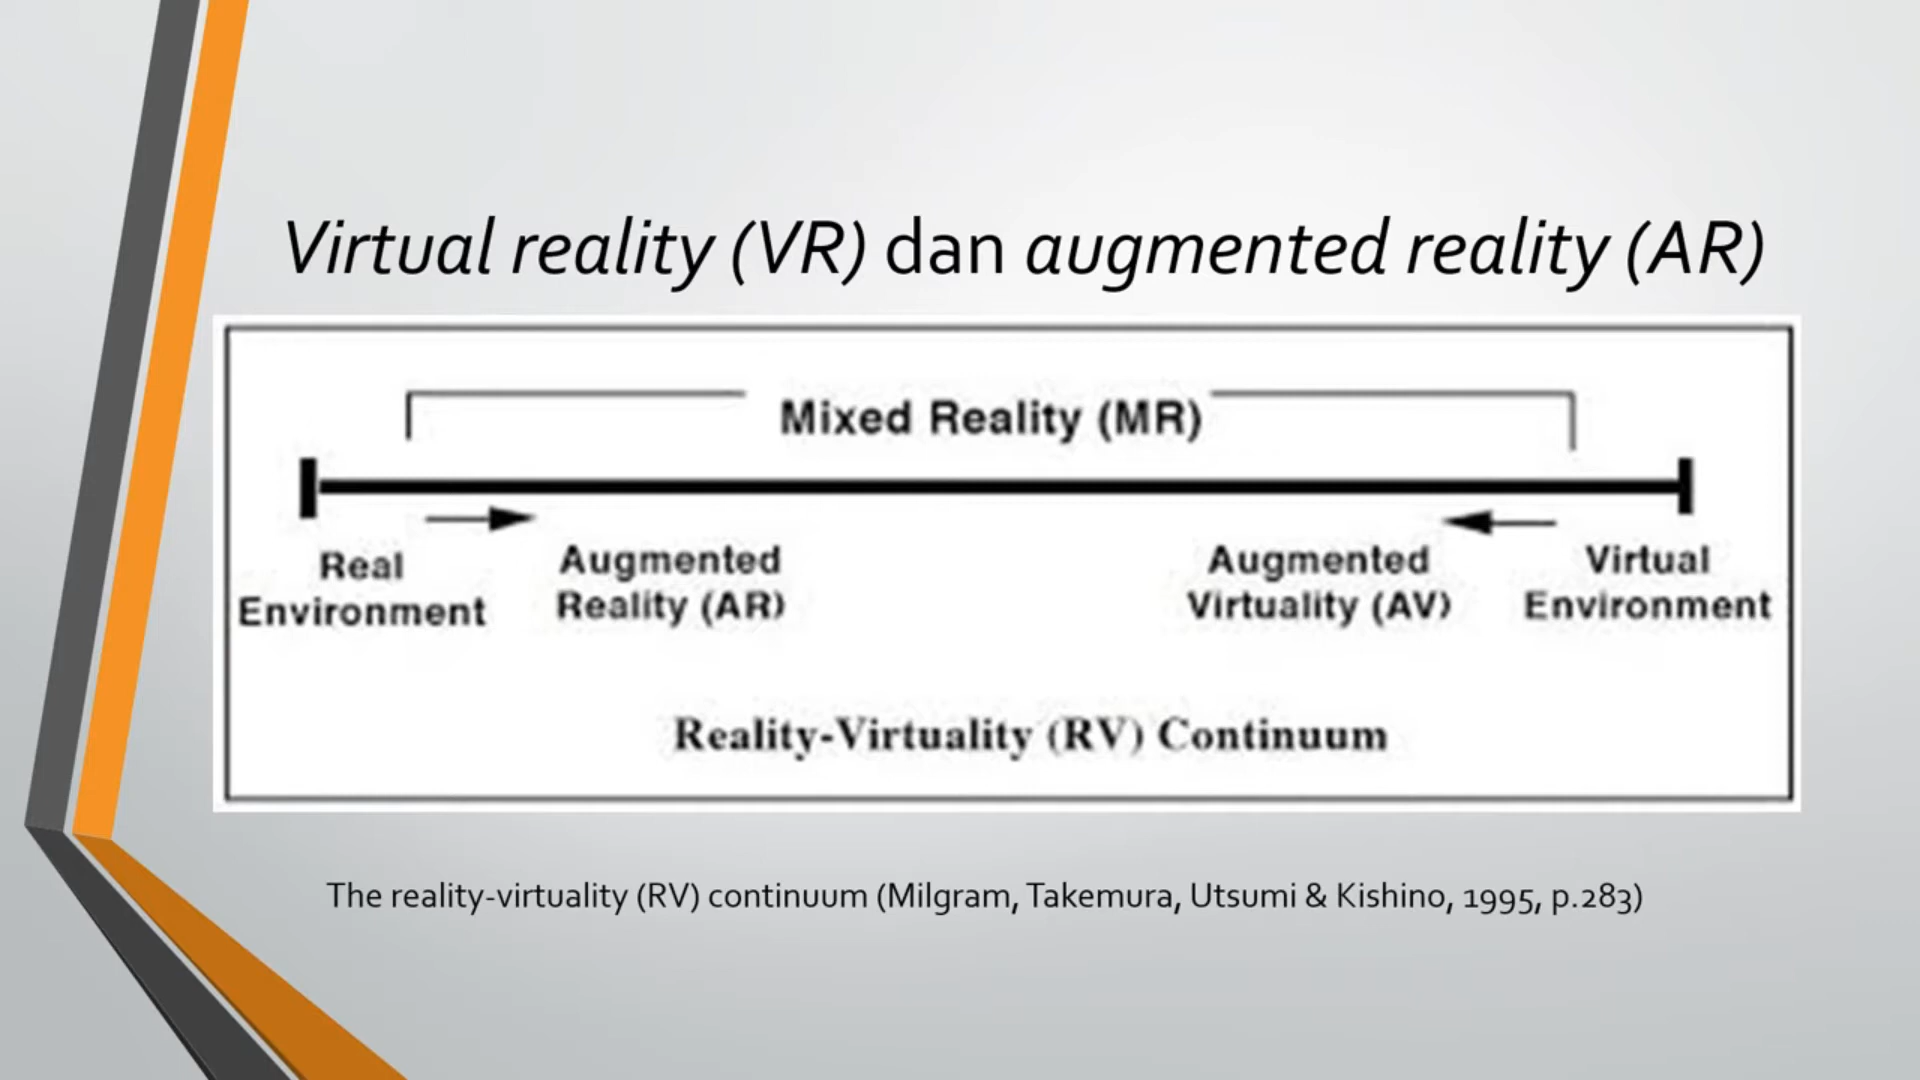 Virtual reality (VR) dan augmented reality (AR)
Mixed Reality (MR)
Real
Environment
Augmented
Reality (AR)
Augmented
Virtuality (AV)
Virtual
Environment
Reality-Virtuality (RV) Continuum
The reality-virtuality (RV) continuum (Milgram, Takemura, Utsumi & Kishino, 1995, p.283)